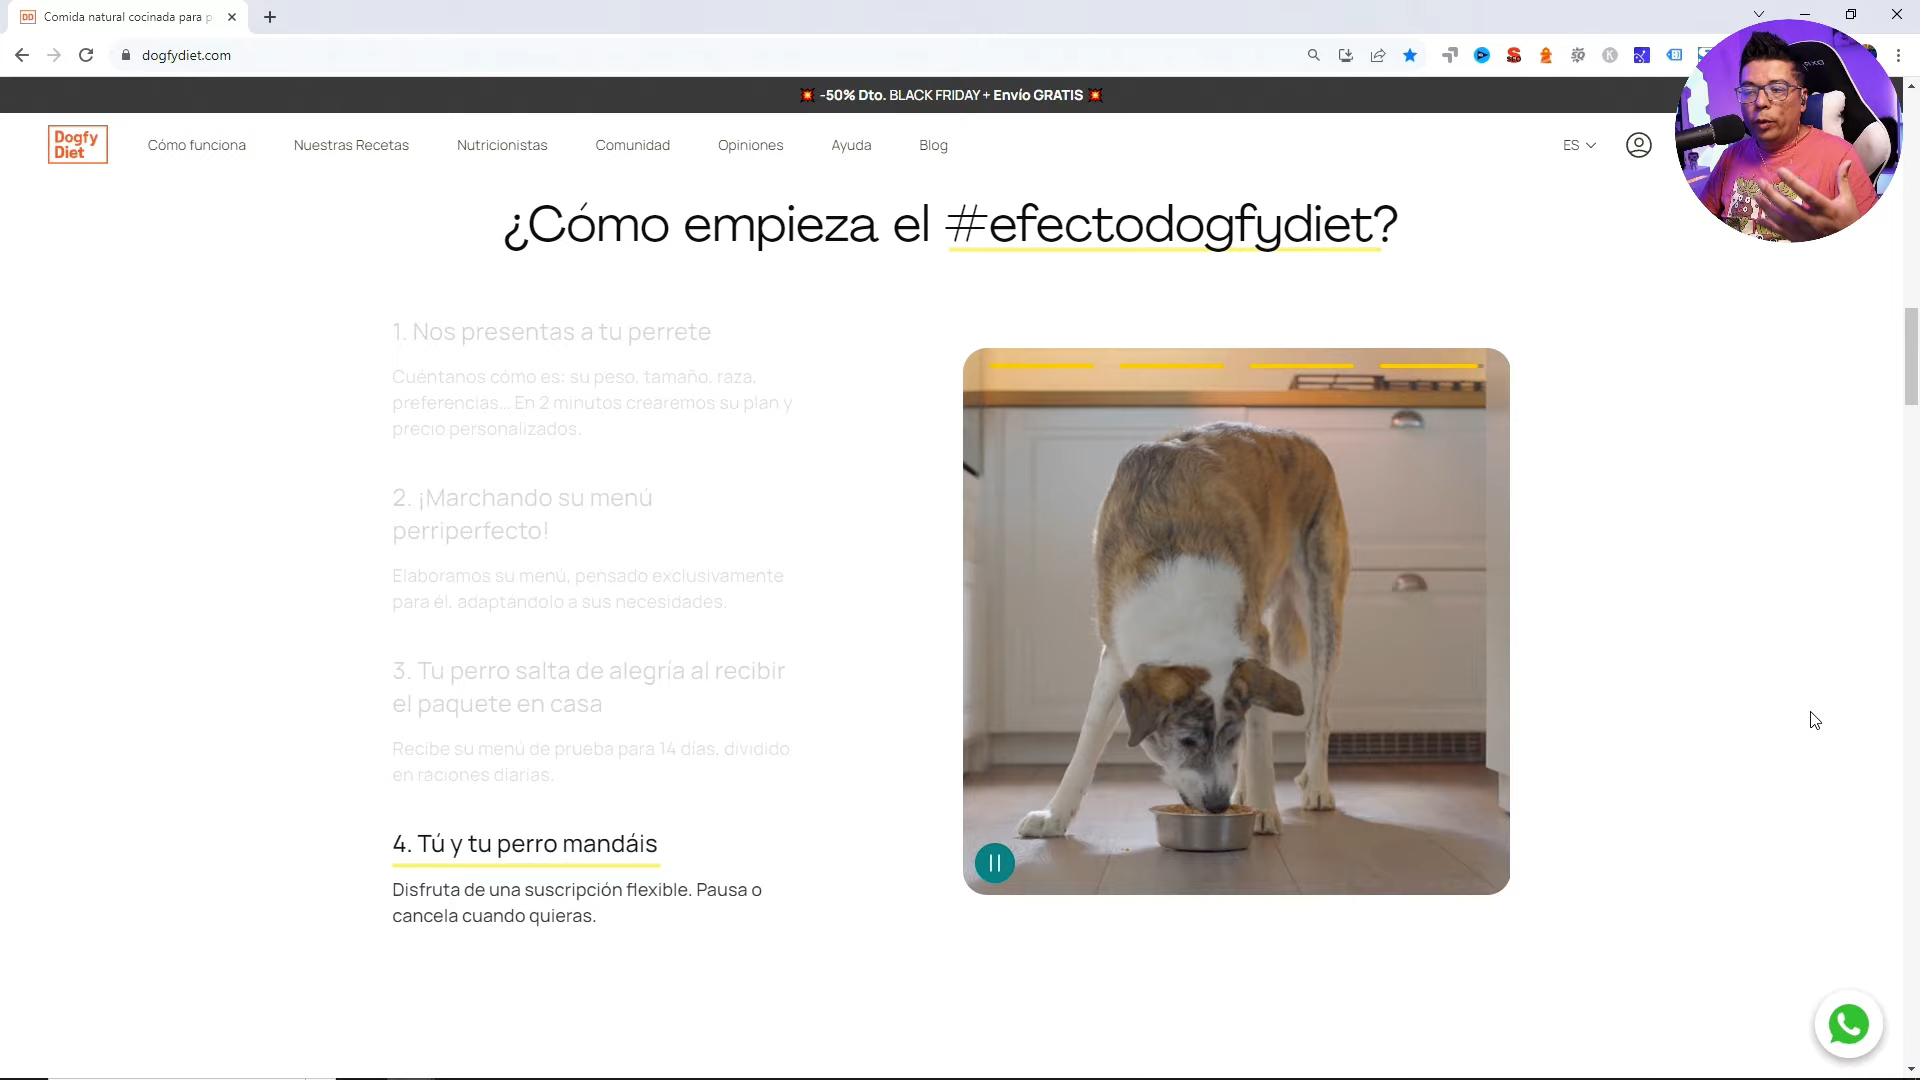 Comida natural cocinada para p
dogfydiet.com
-50% Dto. BLACK FRIDAY + Envío GRATIS
Dogfy
Diet
Cómo funciona
Nuestras Recetas
Nutricionistas
Comunidad
Opiniones
Ayuda
Blog
ES
¿Cómo empieza el #efectodogfydiet?
1. Nos presentas a tu perrete
Cuéntanos cómo es: su peso, tamaño, raza,
preferencias... En 2 minutos crearemos su plan y
precio personalizados.
2. ¡Marchando su menú
perriperfecto!
Elaboramos su menú, pensado exclusivamente
para él, adaptándolo a sus necesidades.
3. Tu perro salta de alegría al recibir
el paquete en casa
Recibe su menú de prueba para 14 días, dividido
en raciones diarias.
4. Tú y tu perro mandáis
Disfruta de una suscripción flexible. Pausa o
cancela cuando quieras.